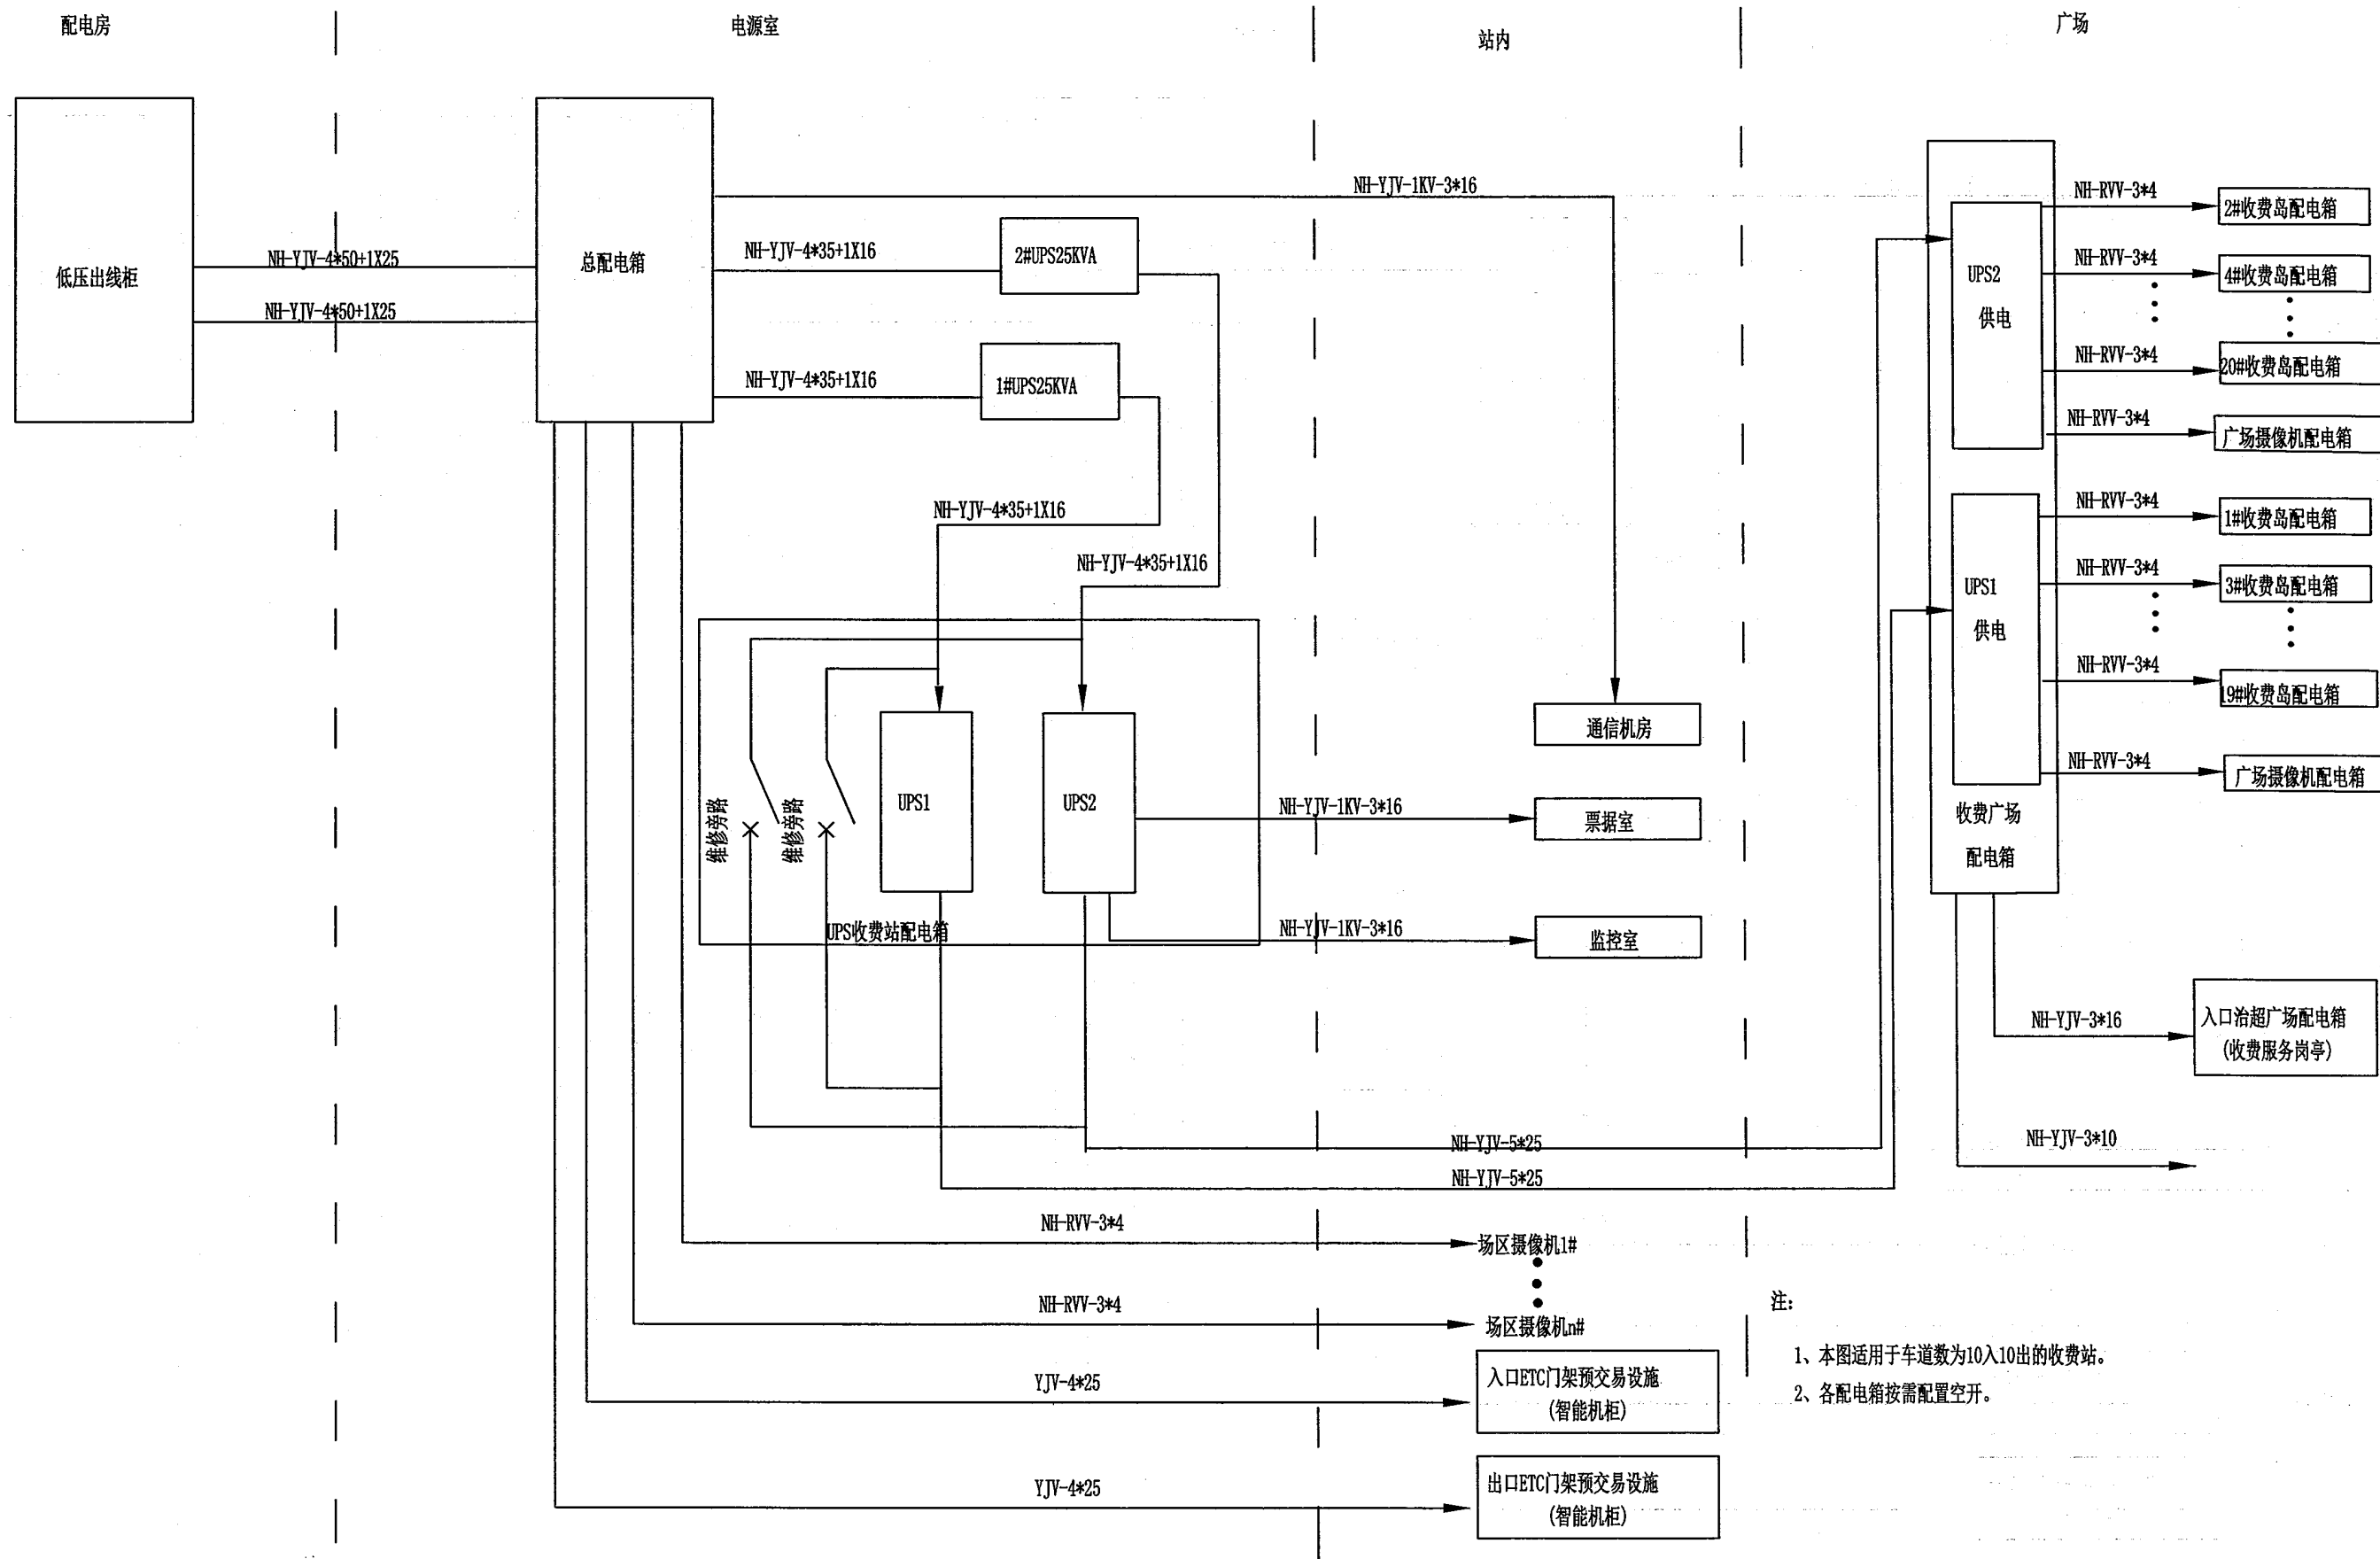 配电房
电源室
站内
广场
低压出线柜
NH-YJV-4*50+1X25
NH-YJV-4*50+1X25
总配电箱
NH-YJV-1KV-3*16
NH-YJV-4*35+1X16
2#UPS25KVA
NH-YJV-4*35+1X16
1#UPS25KVA
NH-YJV-4*35+1X16
NH-YJV-4*35+1X16
维修旁路
维修旁路
UPS1
UPS2
UPS收费站配电箱
通信机房
NH-YJV-1KV-3*16
票据室
NH-YJV-1KV-3*16
监控室
NH-YJV-5*25
NH-YJV-5*25
NH-RVV-3*4
场区摄像机1#
NH-RVV-3*4
场区摄像机n#
YJV-4*25
入口ETC门架预交易设施
(智能机柜)
YJV-4*25
出口ETC门架预交易设施
(智能机柜)
UPS2
供电
NH-RVV-3*4
2#收费岛配电箱
NH-RVV-3*4
4#收费岛配电箱
NH-RVV-3*4
20#收费岛配电箱
NH-RVV-3*4
广场摄像机配电箱
UPS1
供电
NH-RVV-3*4
1#收费岛配电箱
NH-RVV-3*4
3#收费岛配电箱
NH-RVV-3*4
19#收费岛配电箱
NH-RVV-3*4
广场摄像机配电箱
收费广场
配电箱
NH-YJV-3*16
入口治超广场配电箱
(收费服务岗亭)
NH-YJV-3*10
注:
1、本图适用于车道数为10入10出的收费站。
2、各配电箱按需配置空开。